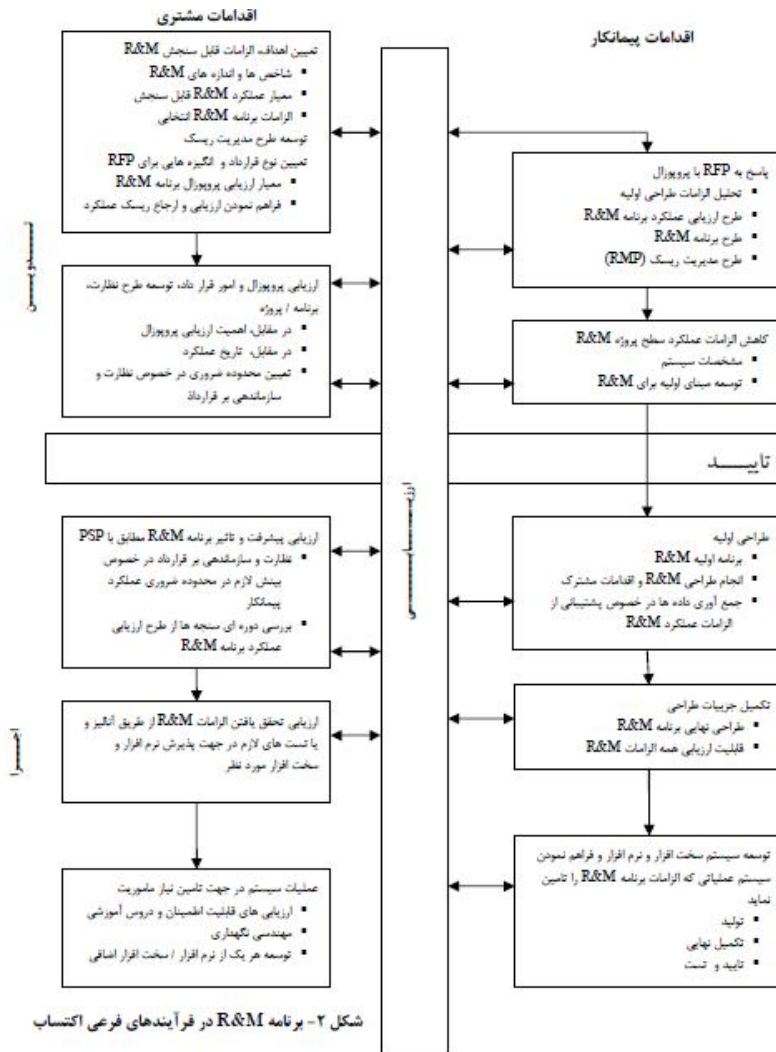 اقدامات مشتری
تعیین اهداف، الزامات قابل سنجش R&M
▪ شاخص ها و اندازه های R&M
▪ معیار عملکرد R&M قابل سنجش
▪ الزامات برنامه R&M انتخابی
توسعه طرح مدیریت ریسک
تعیین نوع قرارداد و انگیزه هایی برای RFP
▪ معیار ارزیابی پروپوزال برنامه R&M
▪ فراهم نمودن ارزیابی و ارجاع ریسک عملکرد
ارزیابی پروپوزال و امور قرار داد، توسعه طرح نظارت،
برنامه / پروژه
▪ در مقابل، اهمیت ارزیابی پروپوزال
▪ در مقابل، تاریخ عملکرد
▪ تعیین محدوده ضروری در خصوص نظارت و
سازماندهی بر قرارداد
ارزیابی پیشرفت و تاثیر برنامه R&M مطابق با PSP
▪ نظارت و سازماندهی بر قرارداد در خصوص
بینش لازم در محدوده ضروری عملکرد
پیمانکار
▪ بررسی دوره ای سنجه ها از طرح ارزیابی
عملکرد برنامه R&M
ارزیابی تحقق یافتن الزامات R&M از طریق آنالیز و
یا تست های لازم در جهت پذیرش نرم افزار و
سخت افزار مورد نظر
عملیات سیستم در جهت تامین نیاز ماموریت
▪ ارزیابی های قابلیت اطمینان و دروس آموزشی
▪ مهندسی نگهداری
▪ توسعه هر یک از نرم افزار / سخت افزار اضافی
اقدامات پیمانکار
پاسخ به RFP با پروپوزال
▪ تحلیل الزامات طراحی اولیه
▪ طرح ارزیابی عملکرد برنامه R&M
▪ طرح برنامه R&M
▪ طرح مدیریت ریسک (RMP)
کاهش الزامات عملکرد سطح پروژه R&M
▪ مشخصات سیستم
▪ توسعه مبنای اولیه برای R&M
تاییــــد
طراحی اولیه
▪ برنامه اولیه R&M
▪ انجام طراحی R&M و اقدامات مشترک
▪ جمع آوری داده ها در خصوص پشتیبانی از
الزامات عملکرد R&M
تکمیل جزییات طراحی
▪ طراحی نهایی برنامه R&M
▪ قابلیت ارزیابی همه الزامات R&M
توسعه سیستم سخت افزار و نرم افزار و فراهم نمودن
سیستم عملیاتی که الزامات برنامه R&M را تامین
نماید
▪ تولید
▪ تکمیل نهایی
▪ تایید و تست
تــــدویــــن
ارزیــــابــــی
اجــــرا
شکل ۲- برنامه R&M در فرآیندهای فرعی اکتساب